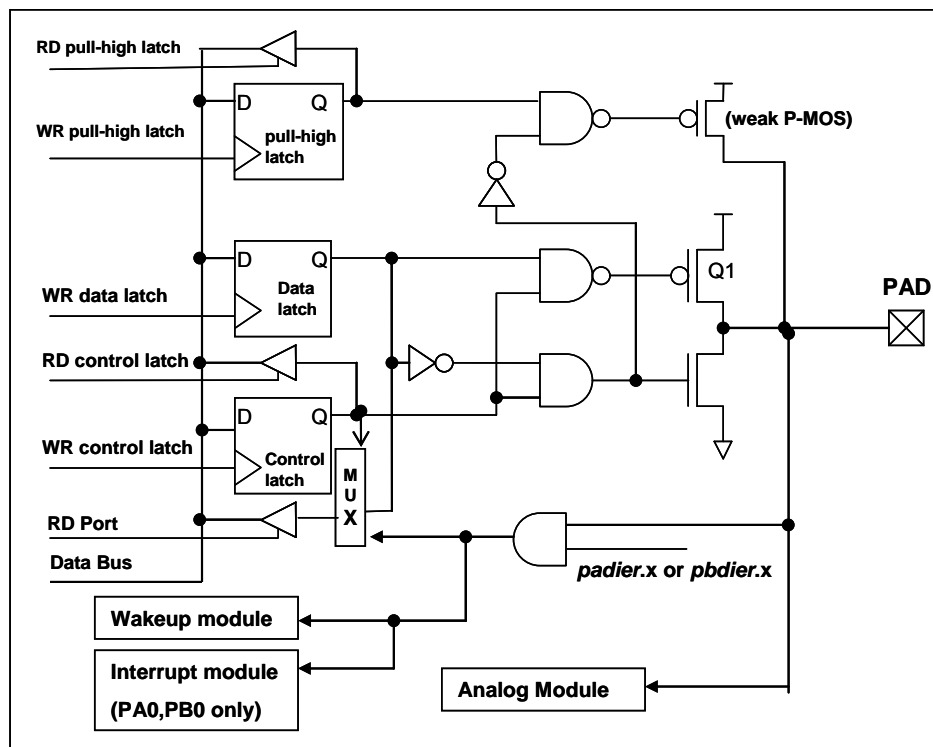 RD pull-high latch
D Q
(weak P-MOS)
WR pull-high latch
pull-high
latch
D Q
Data
latch
Q1
PAD
WR data latch
RD control latch
D Q
WR control latch
Control
latch
M
U
X
RD Port
Data Bus
padier.x or pbdier.x
Wakeup module
Interrupt module
(PA0,PB0 only)
Analog Module